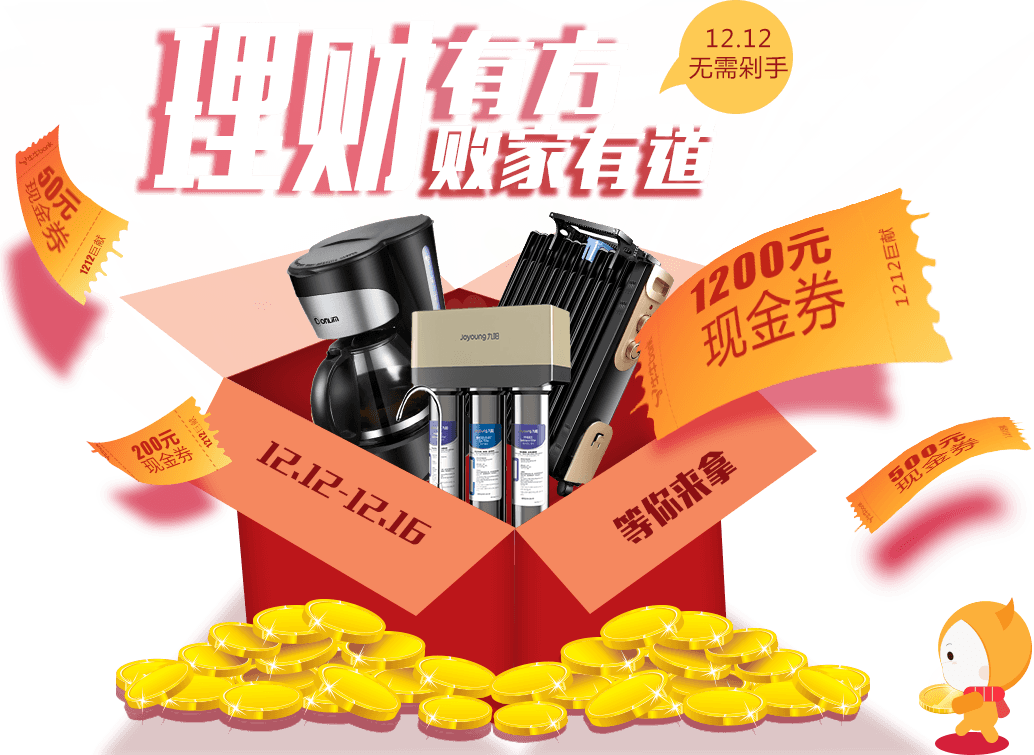 理财有方
败家有道
12.12
无需剁手
50元
现金券
1212巨献
1200元
现金券
1212巨献
200元
现金券
1212
500元
现金券
Donlim
Joyoung九阳
12.12-12.16
等你来拿